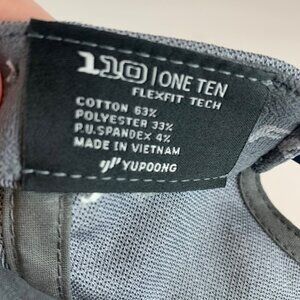 110 | ONE TEN
FLEXFIT TECH
COTTON 63%
POLYESTER 33%
P.U.SPANDEX 4%
MADE IN VIETNAM
YUPOONG